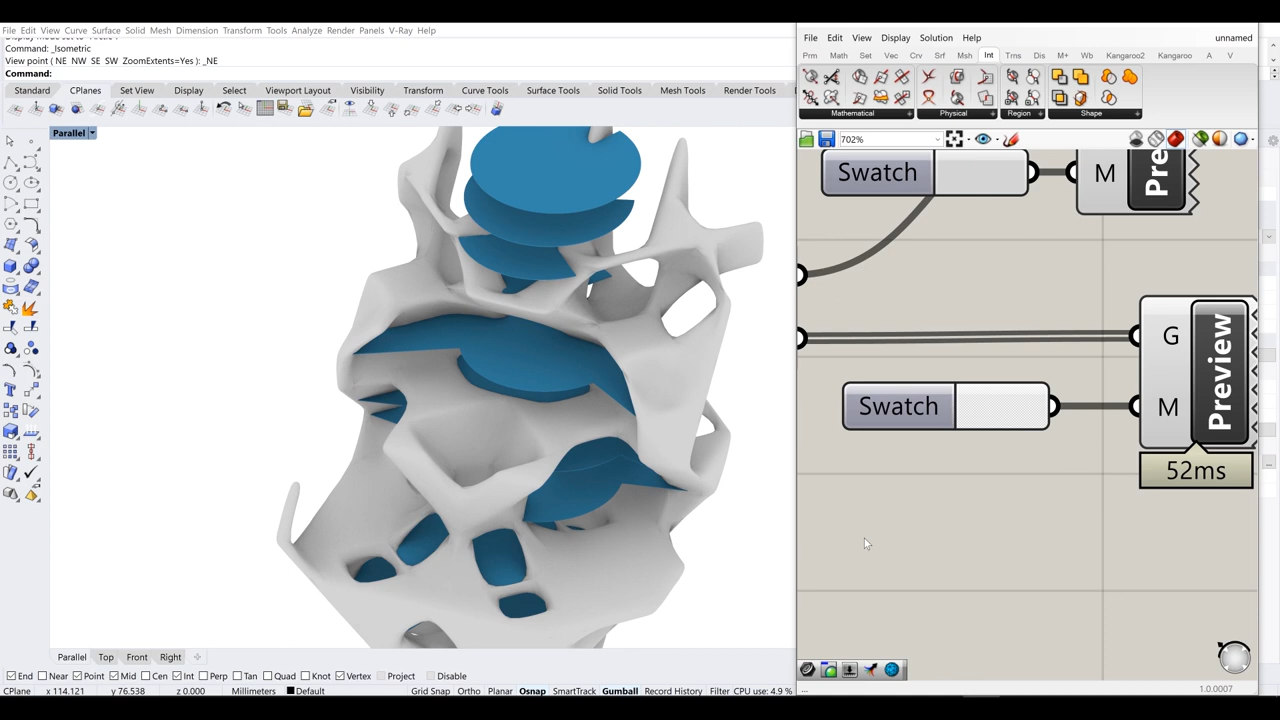 File Edit View Curve Surface Solid Mesh Dimension Transform Tools Analyze Render Panels V-Ray Help
Command: _Isometric
View point ( NE NW SE SW ZoomExtents=Yes ): _NE
Command:
Standard CPlanes Set View Display Select Viewport Layout Visibility Transform Curve Tools Surface Tools Solid Tools Mesh Tools Render Tools
Parallel
File Edit View Display Solution Help unnamed
Prm Math Set Vec Crv Srf Msh Int Trns Dis M+ Wb Kangaroo2 Kangaroo A V
Mathematical Physical Region Shape
702%
Swatch
M
Pre
G
Preview
Swatch
M
52ms
Parallel Top Front Right
End Near Point Mid Cen Int Perp Tan Quad Knot Vertex Project Disable
CPlane x 114.121 y 76.538 z 0.000 Millimeters Default Grid Snap Ortho Planar Osnap SmartTrack Gumball Record History Filter CPU use: 4.9 %
... 1.0.0007